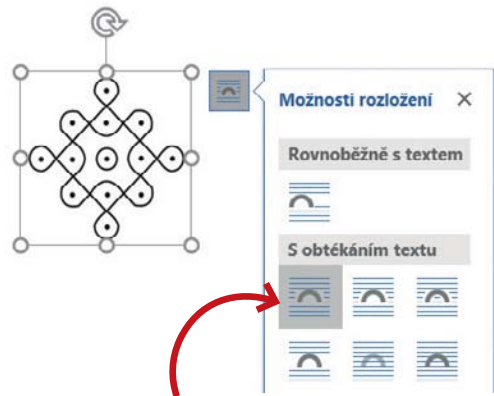 Možnosti rozložení
Rovnoběžně s textem
S obtékáním textu